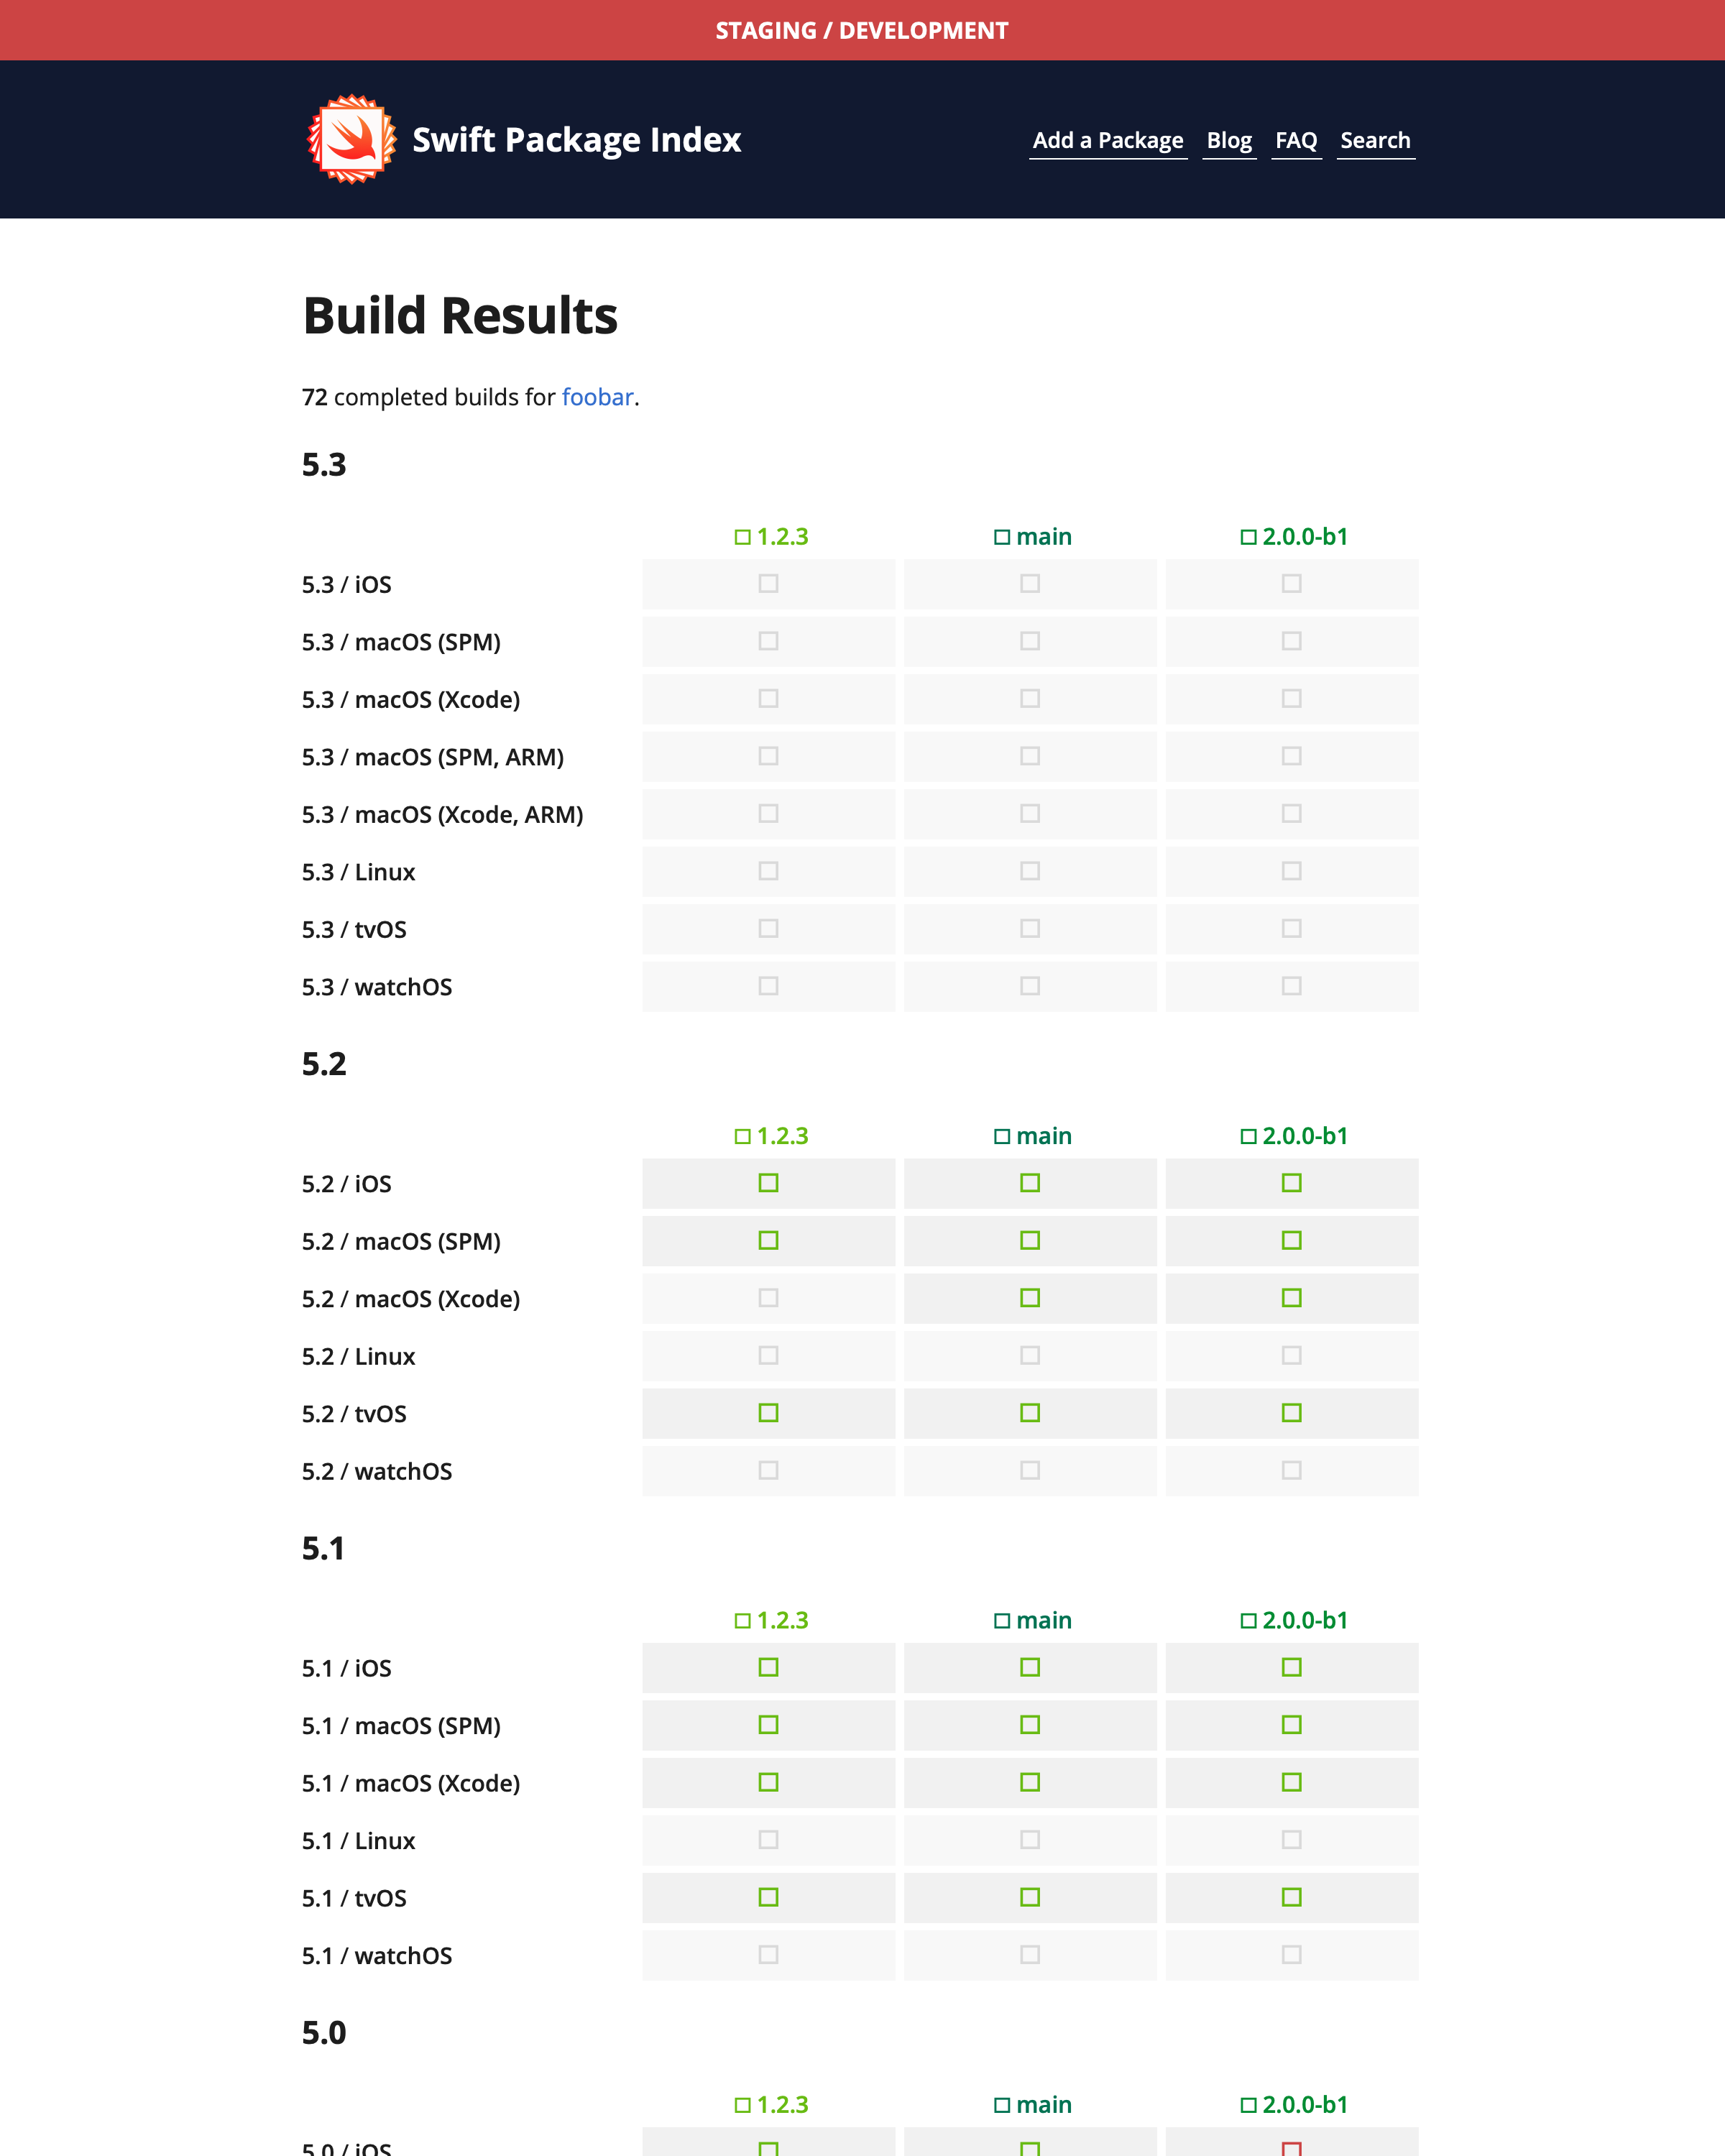 STAGING / DEVELOPMENT
Swift Package Index
Add a Package Blog FAQ Search
Build Results
72 completed builds for foobar.
5.3
1.2.3 main 2.0.0-b1
5.3 / iOS
5.3 / macOS (SPM)
5.3 / macOS (Xcode)
5.3 / macOS (SPM, ARM)
5.3 / macOS (Xcode, ARM)
5.3 / Linux
5.3 / tvOS
5.3 / watchOS
5.2
1.2.3 main 2.0.0-b1
5.2 / iOS
5.2 / macOS (SPM)
5.2 / macOS (Xcode)
5.2 / Linux
5.2 / tvOS
5.2 / watchOS
5.1
1.2.3 main 2.0.0-b1
5.1 / iOS
5.1 / macOS (SPM)
5.1 / macOS (Xcode)
5.1 / Linux
5.1 / tvOS
5.1 / watchOS
5.0
1.2.3 main 2.0.0-b1
5.0 / iOS